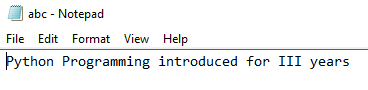 abc - Notepad
File Edit Format View Help
Python Programming introduced for III years